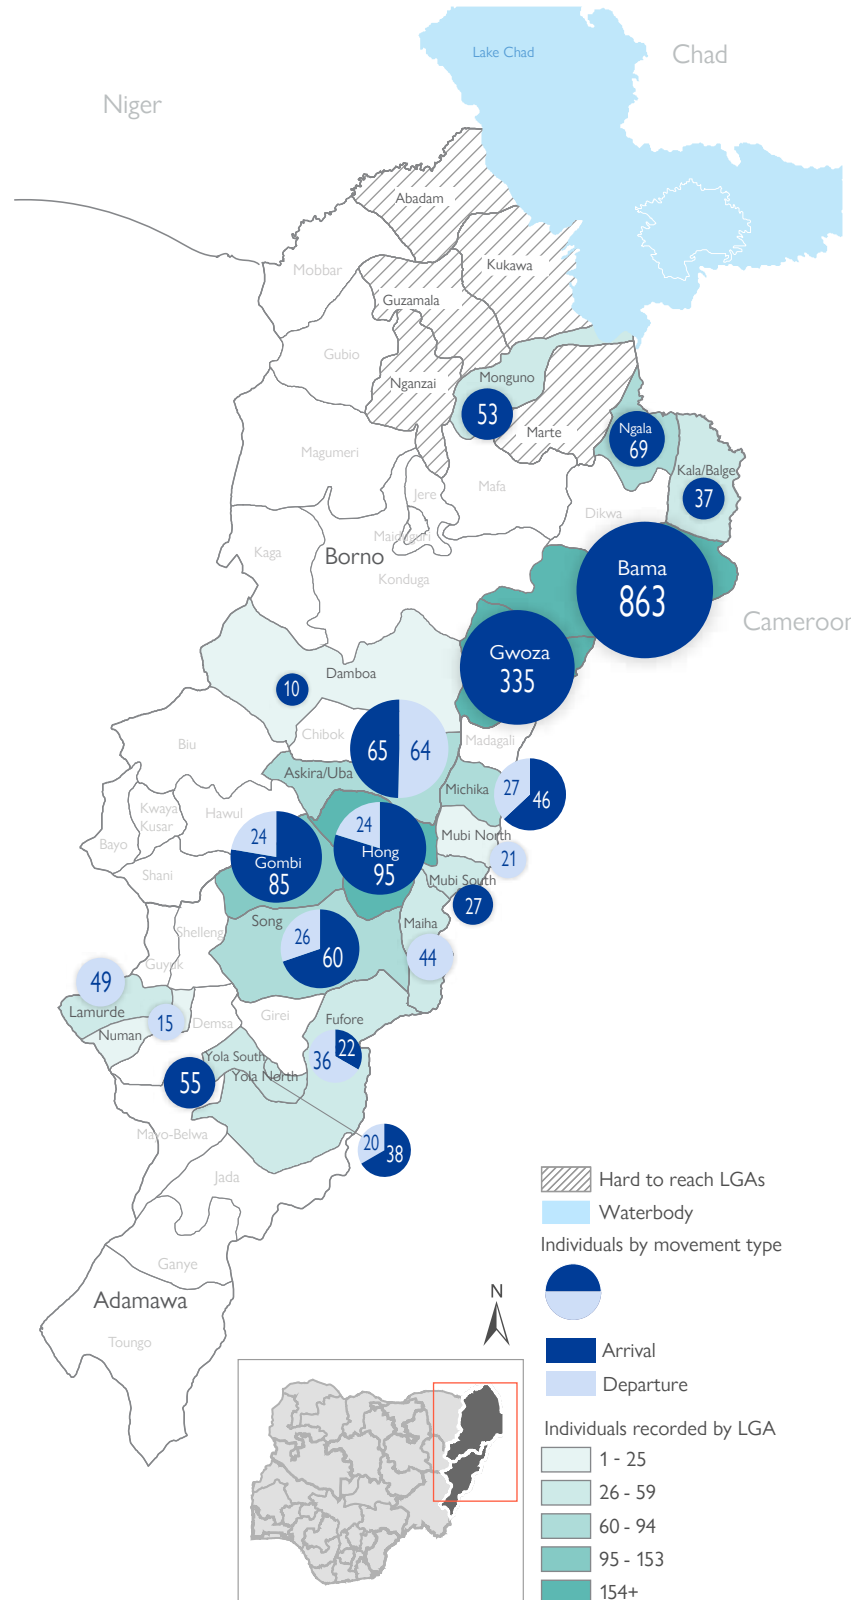 Lake Chad
Chad
Niger
Abadam
Kukawa
Mobbar
Guzamala
Gubio
Monguno
Nganzai
53
Marte
Ngala
69
Magumeri
Kala/Balge
37
Jere
Mafa
Dikwa
Maiduguri
Kaga
Borno
Konduga
Bama
863
Cameroon
Gwoza
335
Damboa
10
Chibok
65
64
Madagali
Biu
Askira/Uba
Michika
27
46
Kwaya
Kusar
Hawul
Bayo
24
Gombi
85
24
Hong
95
Mubi North
21
Shani
Mubi South
27
Song
Maiha
Shelleng
26
60
44
Guyuk
49
Lamurde
15
Numan
Demsa
Girei
Fufore
22
36
Yola South
Yola North
55
Mayo-Belwa
20
38
Jada
Ganye
Adamawa
Toungo
N
Hard to reach LGAs
Waterbody
Individuals by movement type
Arrival
Departure
Individuals recorded by LGA
1 - 25
26 - 59
60 - 94
95 - 153
154+